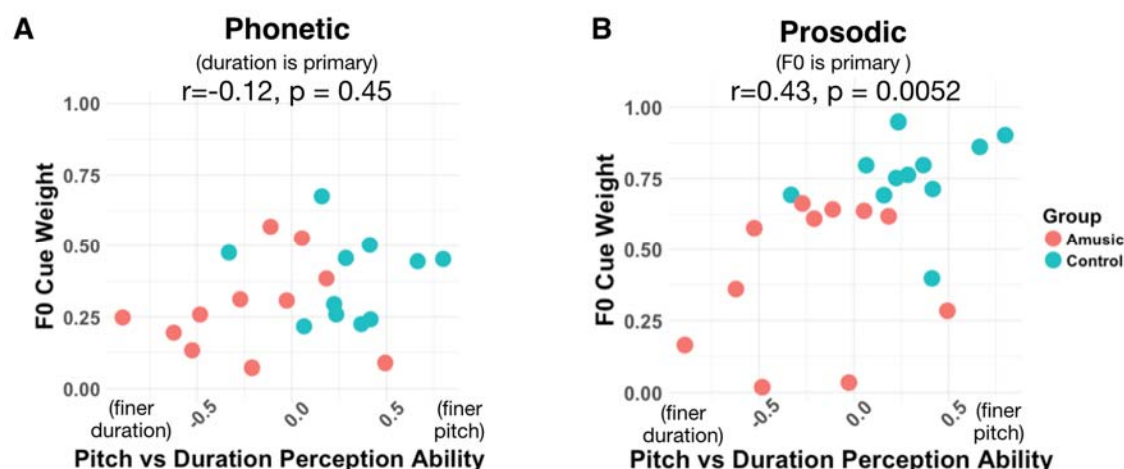 A
Phonetic
(duration is primary)
r=-0.12, p = 0.45
F0 Cue Weight
1.00
0.75
0.50
0.25
0.00
(finer
duration)
-0.5
0.0
0.5
(finer
pitch)
Pitch vs Duration Perception Ability
B
Prosodic
(F0 is primary )
r=0.43, p = 0.0052
F0 Cue Weight
1.00
0.75
0.50
0.25
0.00
(finer
duration)
-0.5
0.0
0.5
(finer
pitch)
Pitch vs Duration Perception Ability
Group
Amusic
Control